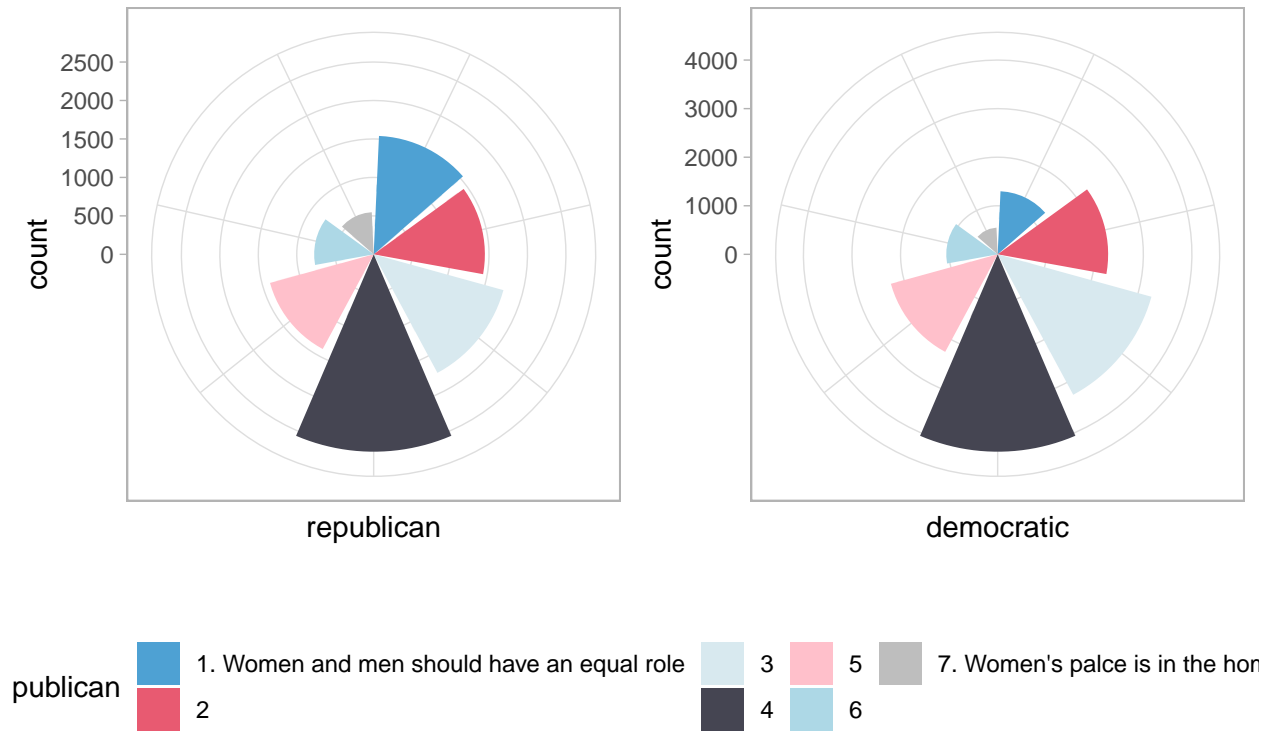 2500
2000
1500
1000
500
0
count
republican
4000
3000
2000
1000
0
count
democratic
publican
1. Women and men should have an equal role
2
3
4
5
6
7. Women's palce is in the hon